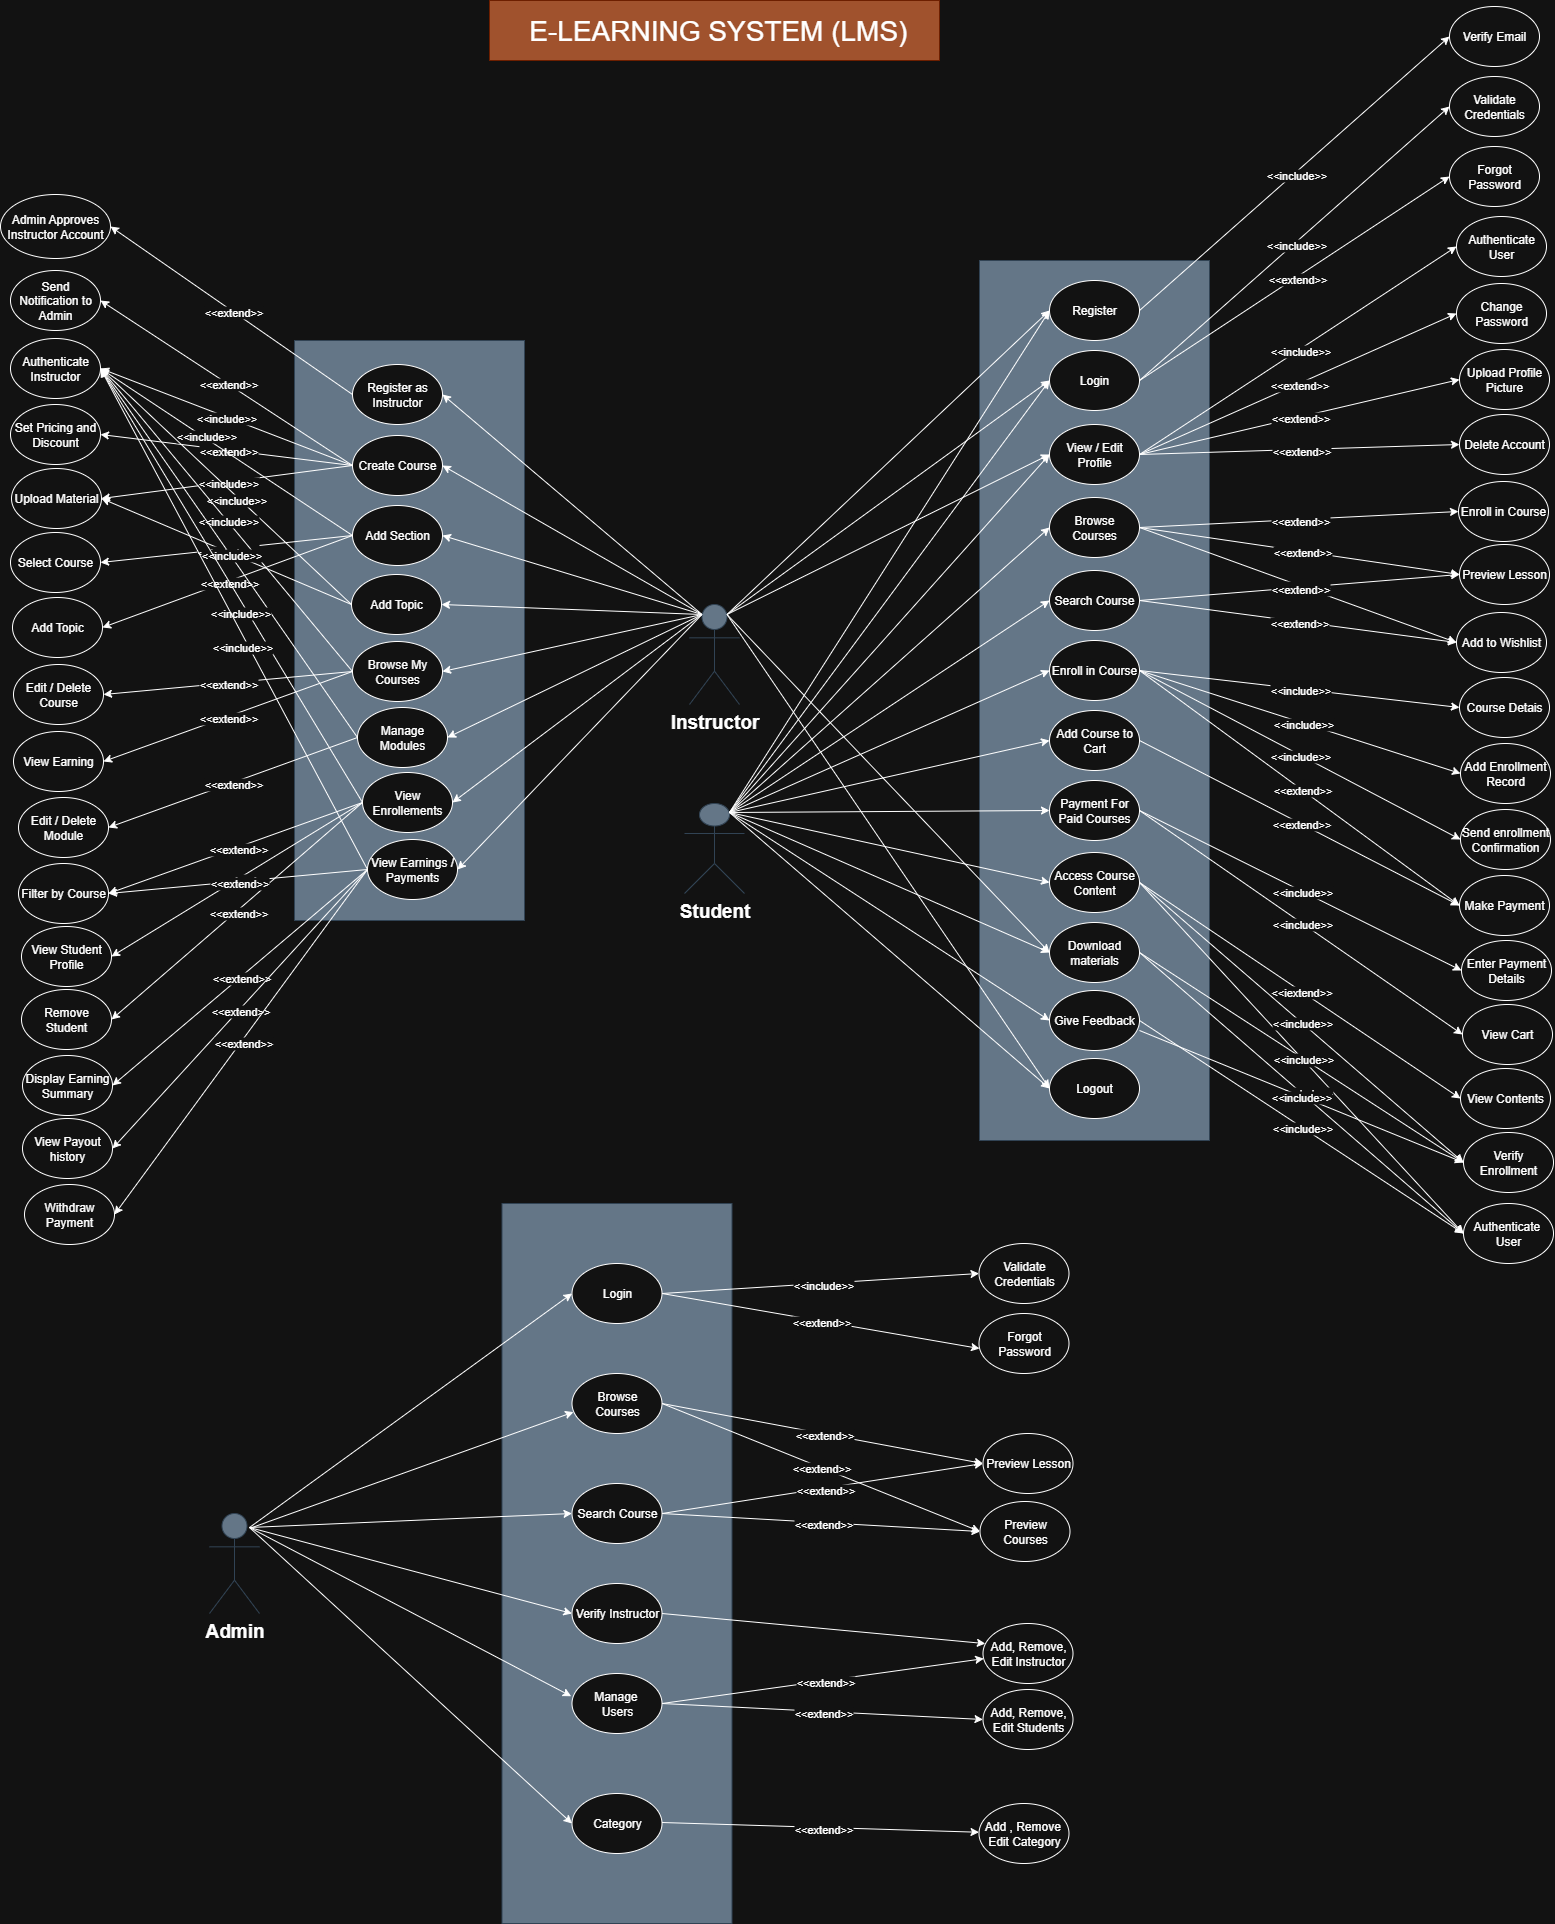 E-LEARNING SYSTEM (LMS)
Admin Approves
Instructor Account
Send
Notification to
Admin
Authenticate
Instructor
Set Pricing and
Discount
Upload Material
Select Course
Add Topic
Edit / Delete
Course
View Earning
Edit / Delete
Module
Filter by Course
View Student
Profile
Remove
Student
Display Earning
Summary
View Payout
history
Withdraw
Payment
<<extend>>
<<extend>>
<<include>>
<<include>>
<<extend>>
<<include>>
<<include>>
<<include>>
<<include>>
<<extend>>
<<include>>
<<include>>
<<extend>>
<<extend>>
<<extend>>
<<extend>>
<<extend>>
<<extend>>
<<extend>>
<<extend>>
<<extend>>
Register as
Instructor
Create Course
Add Section
Add Topic
Browse My
Courses
Manage
Modules
View
Enrollements
View Earnings /
Payments
Instructor
Student
Register
Login
View / Edit
Profile
Browse
Courses
Search Course
Enroll in Course
Add Course to
Cart
Payment For
Paid Courses
Access Course
Content
Download
materials
Give Feedback
Logout
<<include>>
<<include>>
<<extend>>
<<include>>
<<extend>>
<<extend>>
<<extend>>
<<extend>>
<<extend>>
<<extend>>
<<extend>>
<<include>>
<<include>>
<<include>>
<<extend>>
<<extend>>
<<include>>
<<include>>
<<iextend>>
<<include>>
<<include>>
<<include>>
<<include>>
Verify Email
Validate
Credentials
Forgot
Password
Authenticate
User
Change
Password
Upload Profile
Picture
Delete Account
Enroll in Course
Preview Lesson
Add to Wishlist
Course Detais
Add Enrollment
Record
Send enrollment
Confirmation
Make Payment
Enter Payment
Details
View Cart
View Contents
Verify
Enrollment
Authenticate
User
Admin
Login
Browse
Courses
Search Course
Verify Instructor
Manage
Users
Category
<<include>>
<<extend>>
<<extend>>
<<extend>>
<<extend>>
<<extend>>
<<extend>>
<<extend>>
<<extend>>
Validate
Credentials
Forgot
Password
Preview Lesson
Preview
Courses
Add, Remove,
Edit Instructor
Add, Remove,
Edit Students
Add , Remove
Edit Category